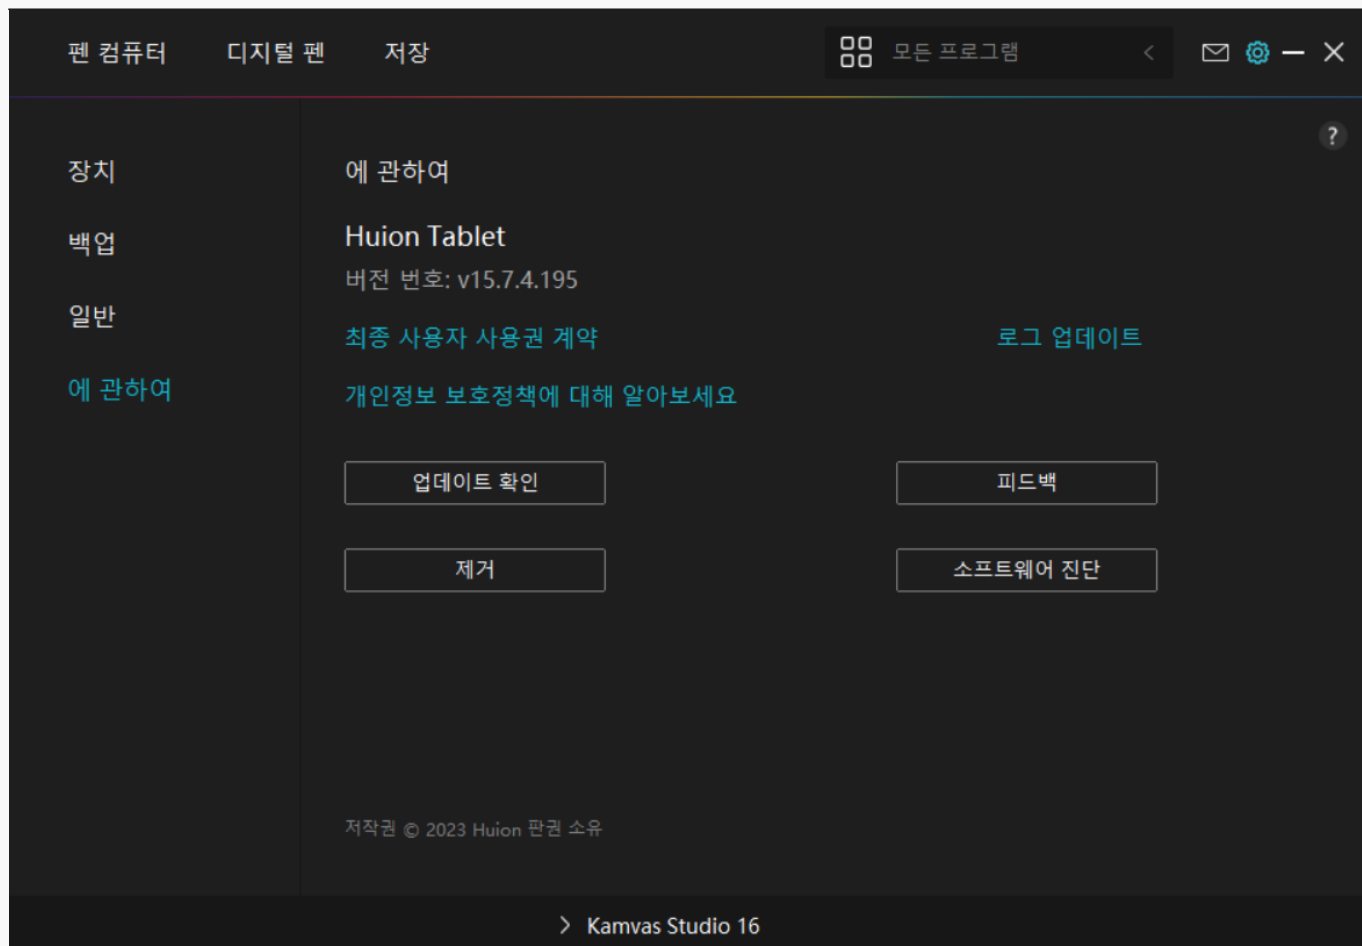 펜 컴퓨터 디지털 펜 저장 모든 프로그램
?
장치
백업
일반
에 관하여
에 관하여
Huion Tablet
버전 번호: v15.7.4.195
최종 사용자 사용권 계약 로그 업데이트
개인정보 보호정책에 대해 알아보세요
업데이트 확인 피드백
제거 소프트웨어 진단
저작권 © 2023 Huion 판권 소유
Kamvas Studio 16